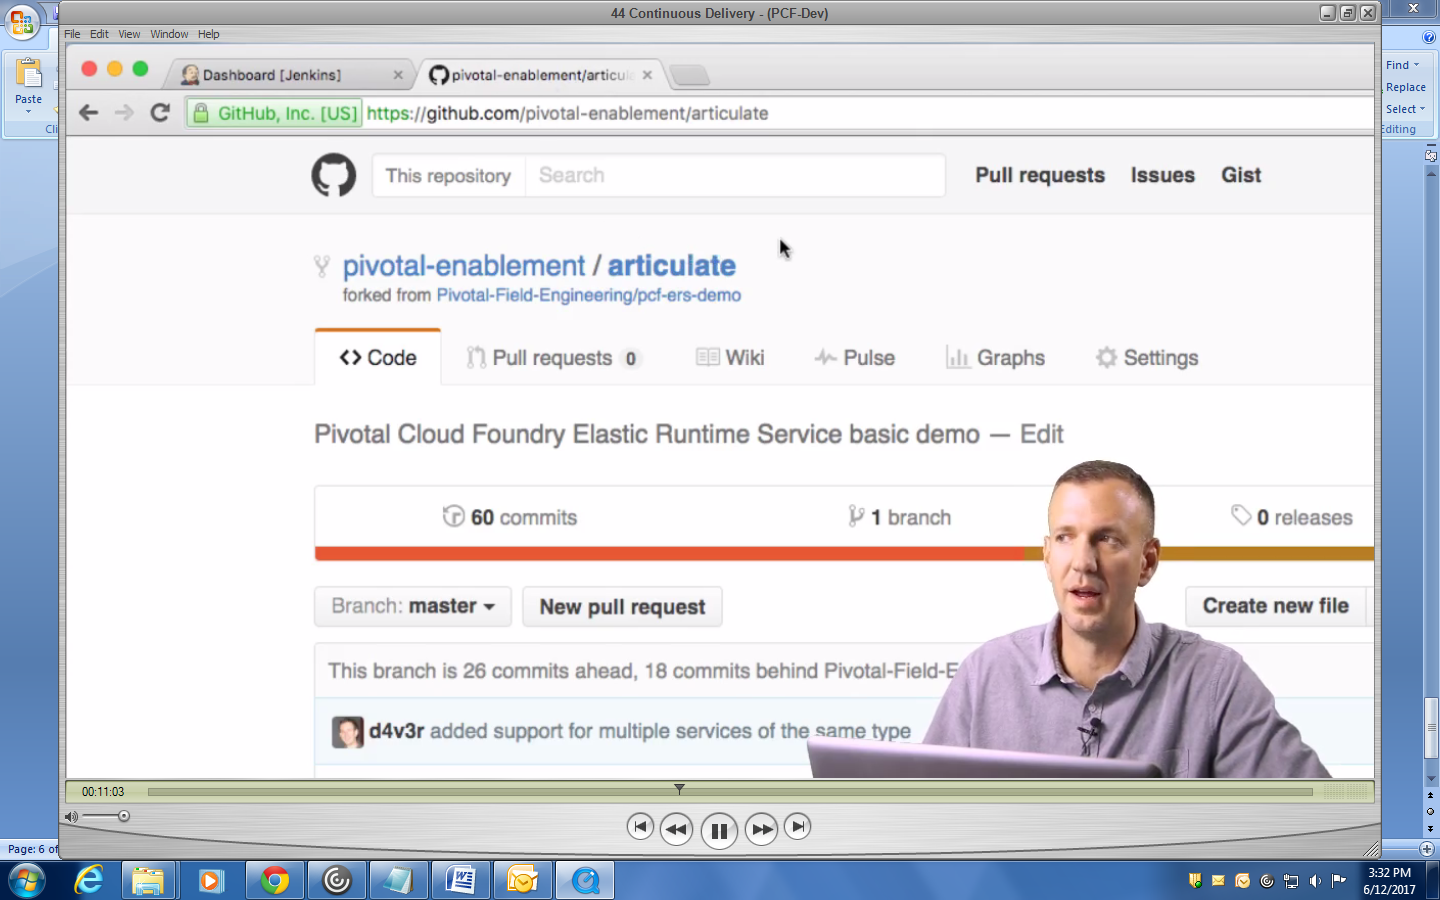 44 Continuous Delivery - (PCF-Dev)
File Edit View Window Help
Dashboard [Jenkins]
pivotal-enablement/articul
GitHub, Inc. [US] https://github.com/pivotal-enablement/articulate
This repository Search Pull requests Issues Gist
pivotal-enablement / articulate
forked from Pivotal-Field-Engineering/pcf-ers-demo
<> Code Pull requests 0 Wiki Pulse Graphs Settings
Pivotal Cloud Foundry Elastic Runtime Service basic demo — Edit
60 commits 1 branch 0 releases
Branch: master New pull request Create new file
This branch is 26 commits ahead, 18 commits behind Pivotal-Field-E
d4v3r added support for multiple services of the same type
00:11:03
Paste
Find
Replace
Select
Editing
Page: 6 of
3:32 PM
6/12/2017